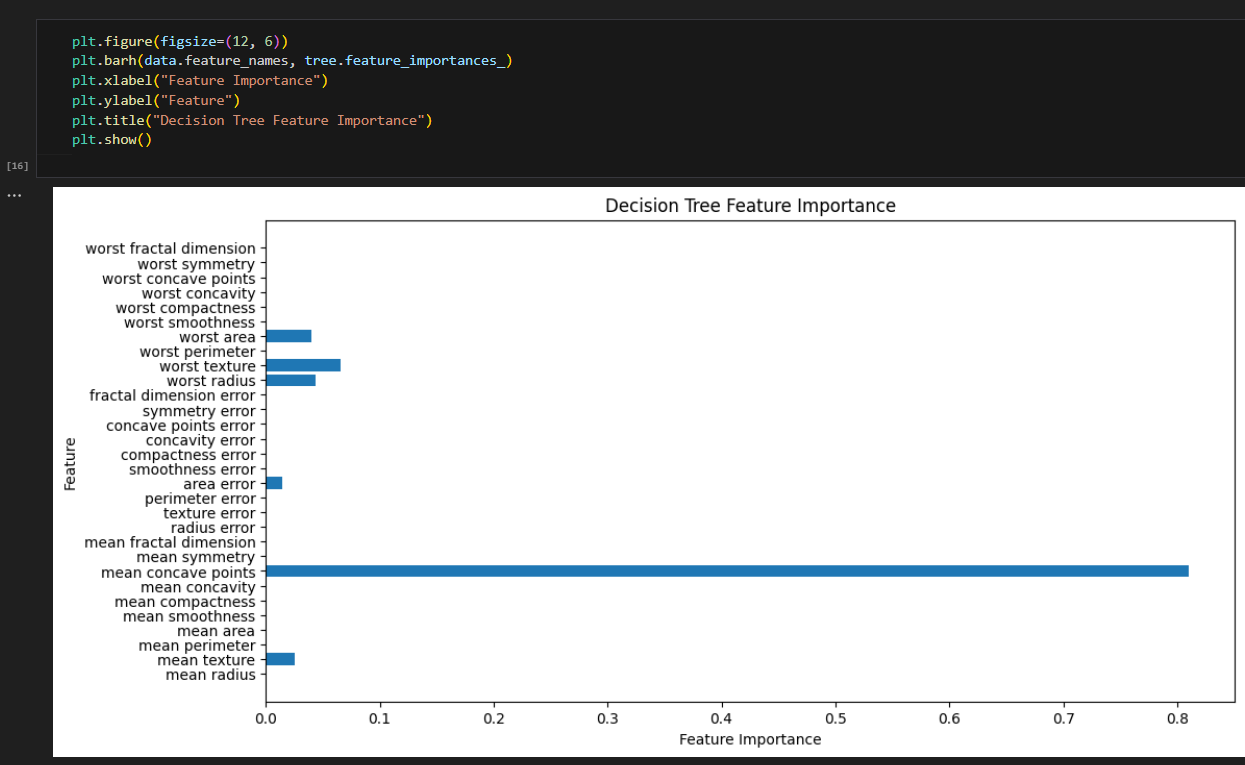 plt.figure(figsize=(12, 6))
plt.barh(data.feature_names, tree.feature_importances_)
plt.xlabel("Feature Importance")
plt.ylabel("Feature")
plt.title("Decision Tree Feature Importance")
plt.show()
[16]
...
Decision Tree Feature Importance
worst fractal dimension
worst symmetry
worst concave points
worst concavity
worst compactness
worst smoothness
worst area
worst perimeter
worst texture
worst radius
fractal dimension error
symmetry error
concave points error
concavity error
compactness error
smoothness error
area error
perimeter error
texture error
radius error
mean fractal dimension
mean symmetry
mean concave points
mean concavity
mean compactness
mean smoothness
mean area
mean perimeter
mean texture
mean radius
Feature
0.0 0.1 0.2 0.3 0.4 0.5 0.6 0.7 0.8
Feature Importance